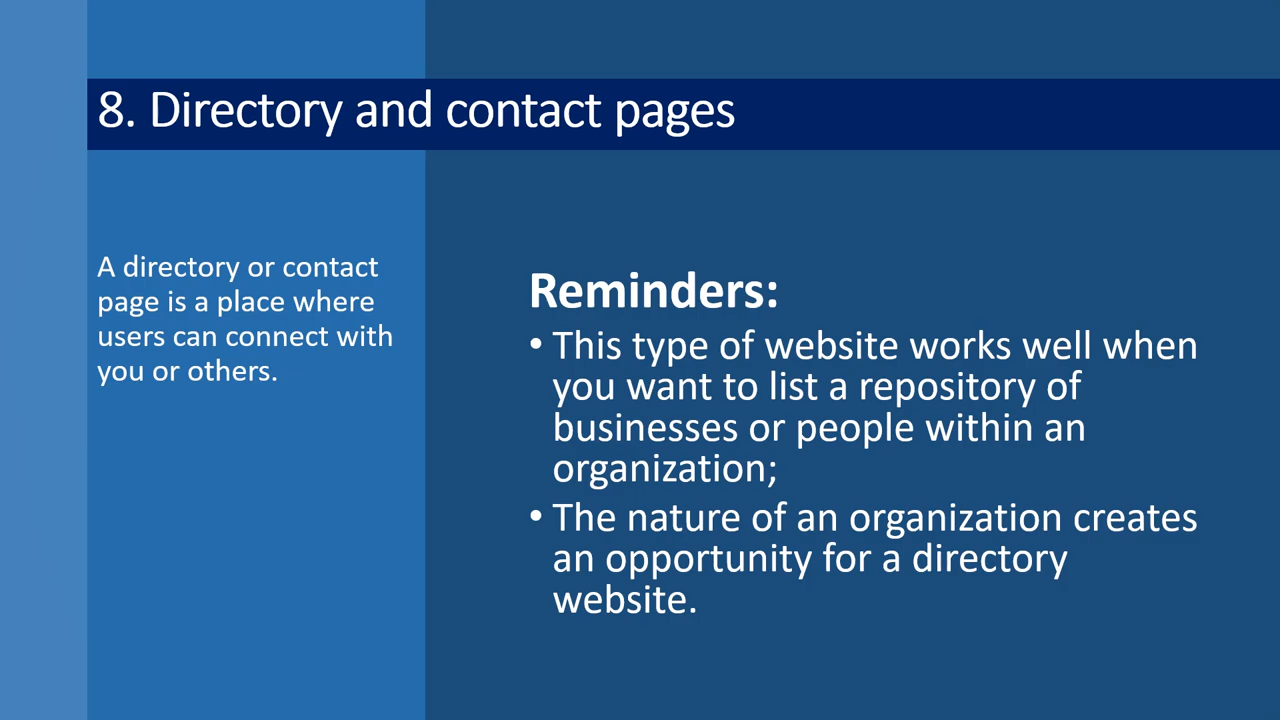 8. Directory and contact pages
A directory or contact
page is a place where
users can connect with
you or others.
Reminders:
• This type of website works well when
you want to list a repository of
businesses or people within an
organization;
• The nature of an organization creates
an opportunity for a directory
website.